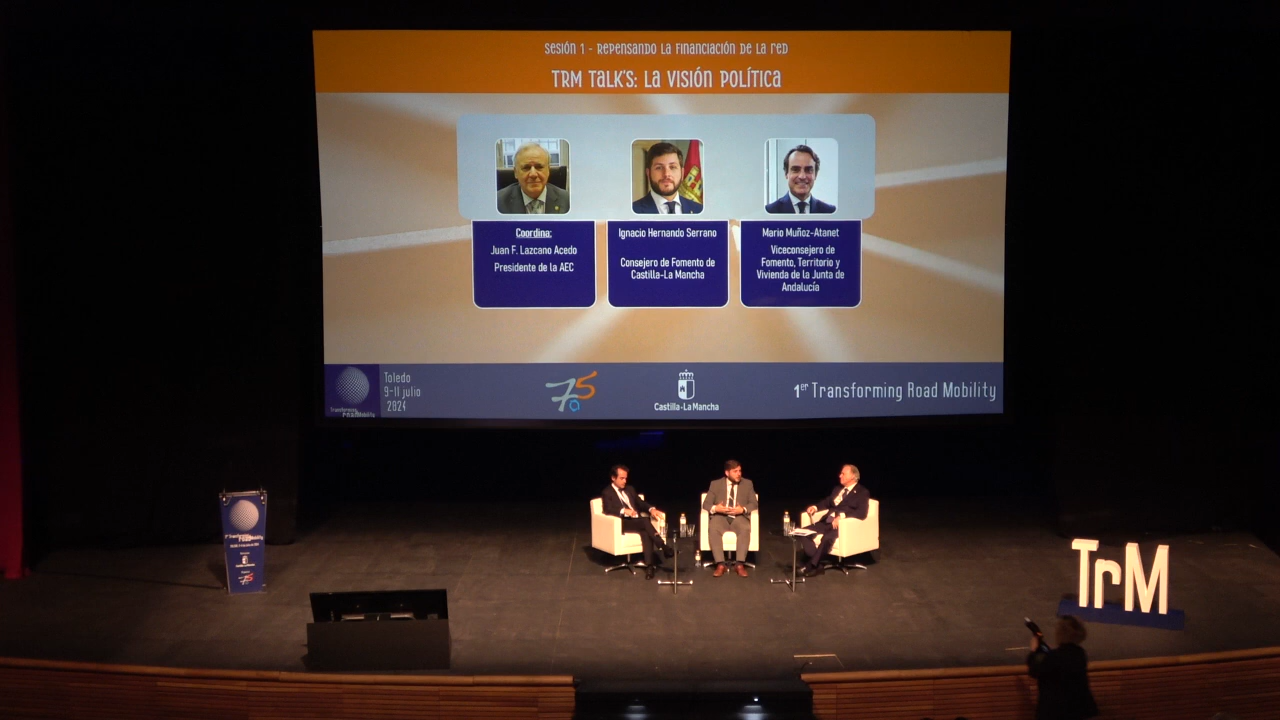 SESIÓN 1 - REPENSANDO LA FINANCIACIÓN DE LA RED
TRM TALK'S: LA VISIÓN POLÍTICA
Coordina:
Juan F. Lazcano Acedo
Presidente de la AEC
Ignacio Hernando Serrano
Consejero de Fomento de
Castilla-La Mancha
Mario Muñoz-Atanet
Viceconsejero de
Fomento, Territorio y
Vivienda de la Junta de
Andalucía
Transforming
RoadMobility
Toledo
9-11 julio
2024
75
Castilla-La Mancha
1er Transforming Road Mobility
TrM